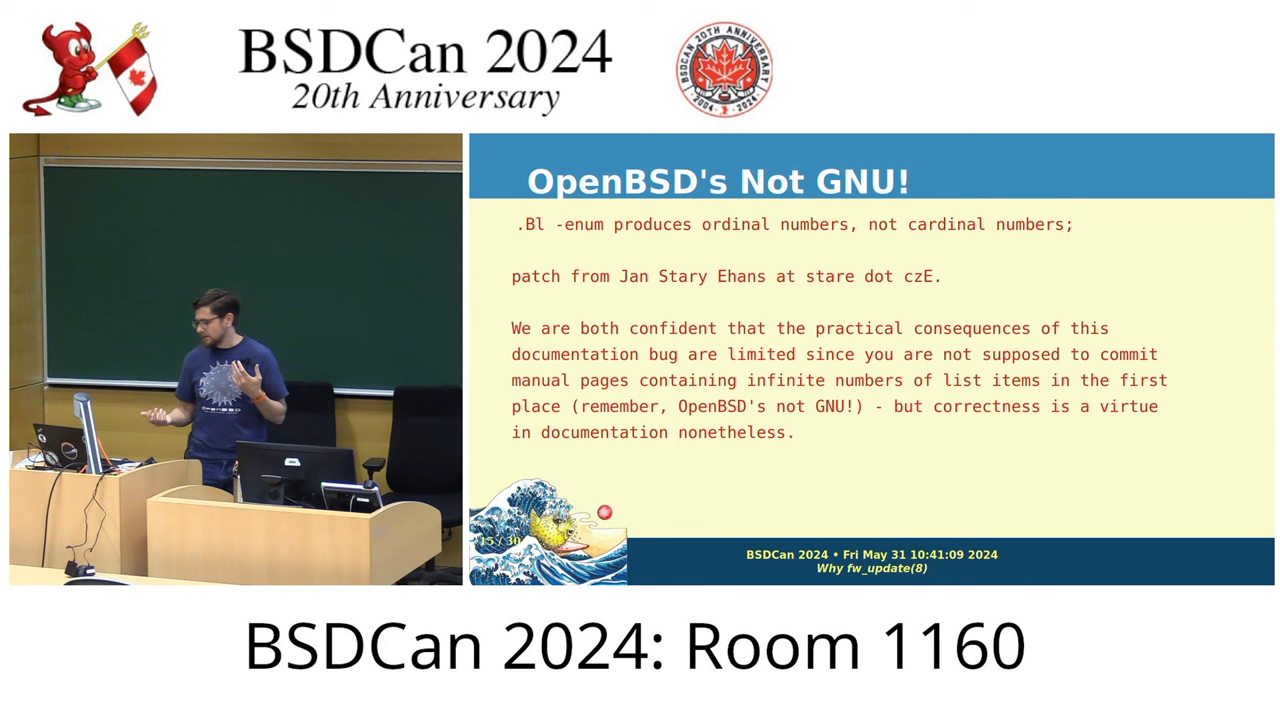 BSDCan 2024
20th Anniversary
BSDCAN 20TH ANNIVERSARY
2004 2024
OpenBSD's Not GNU!
.Bl -enum produces ordinal numbers, not cardinal numbers;
patch from Jan Stary Ehans at stare dot czE.
We are both confident that the practical consequences of this
documentation bug are limited since you are not supposed to commit
manual pages containing infinite numbers of list items in the first
place (remember, OpenBSD's not GNU!) - but correctness is a virtue
in documentation nonetheless.
OPENBSD
15 / 30
BSDCan 2024 • Fri May 31 10:41:09 2024
Why fw_update(8)
BSDCan 2024: Room 1160